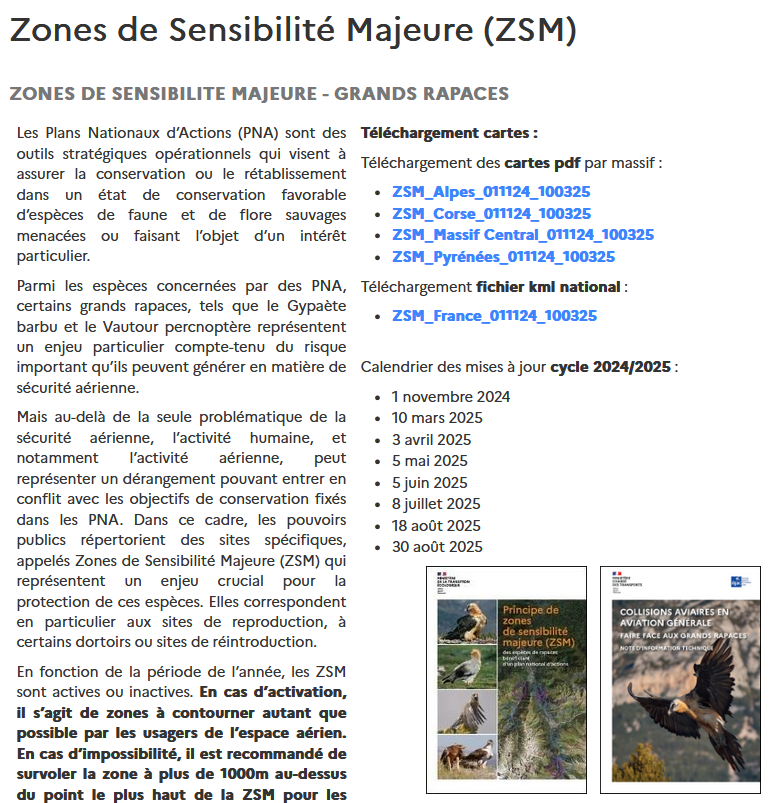 Zones de Sensibilité Majeure (ZSM)
ZONES DE SENSIBILITE MAJEURE - GRANDS RAPACES
Les Plans Nationaux d'Actions (PNA) sont des
outils stratégiques opérationnels qui visent à
assurer la conservation ou le rétablissement
dans un état de conservation favorable
d'espèces de faune et de flore sauvages
menacées ou faisant l'objet d'un intérêt
particulier.
Parmi les espèces concernées par des PNA,
certains grands rapaces, tels que le Gypaète
barbu et le Vautour percnoptère représentent
un enjeu particulier compte-tenu du risque
important qu'ils peuvent générer en matière de
sécurité aérienne.
Mais au-delà de la seule problématique de la
sécurité aérienne, l'activité humaine, et
notamment l'activité aérienne, peut
représenter un dérangement pouvant entrer en
conflit avec les objectifs de conservation fixés
dans les PNA. Dans ce cadre, les pouvoirs
publics répertorient des sites spécifiques,
appelés Zones de Sensibilité Majeure (ZSM) qui
représentent un enjeu crucial pour la
protection de ces espèces. Elles correspondent
en particulier aux sites de reproduction, à
certains dortoirs ou sites de réintroduction.
En fonction de la période de l'année, les ZSM
sont actives ou inactives. En cas d'activation,
il s'agit de zones à contourner autant que
possible par les usagers de l'espace aérien.
En cas d'impossibilité, il est recommandé de
survoler la zone à plus de 1000m au-dessus
du point le plus haut de la ZSM pour les
Téléchargement cartes :
Téléchargement des cartes pdf par massif :
• ZSM_Alpes_011124_100325
• ZSM_Corse_011124_100325
• ZSM_Massif Central_011124_100325
• ZSM_Pyrénées_011124_100325
Téléchargement fichier kml national :
• ZSM_France_011124_100325
Calendrier des mises à jour cycle 2024/2025 :
• 1 novembre 2024
• 10 mars 2025
• 3 avril 2025
• 5 mai 2025
• 5 juin 2025
• 8 juillet 2025
• 18 août 2025
• 30 août 2025
MINISTÈRE
DE LA TRANSITION
ÉCOLOGIQUE
Principe de
zones
de sensibilité
majeure (ZSM)
des espèces de rapaces
bénéficiant
d'un plan national d'actions
MINISTÈRE
CHARGÉ
DES TRANSPORTS
COLLISIONS AVIAIRES EN
AVIATION GÉNÉRALE
FAIRE FACE AUX GRANDS RAPACES
NOTE D'INFORMATION TECHNIQUE